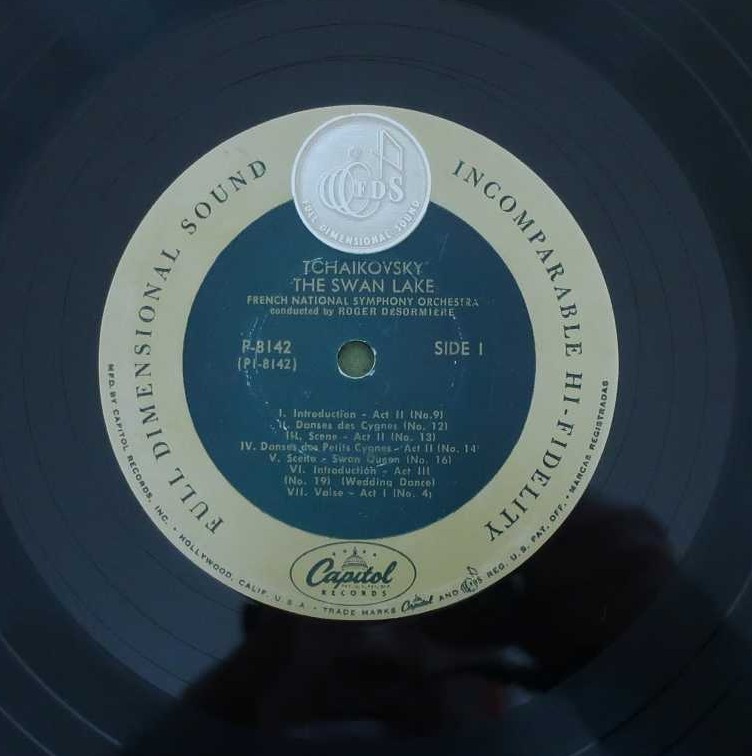 FULL DIMENSIONAL SOUND
INCOMPARABLE HI-FIDELITY
FDS
FULL DIMENSIONAL SOUND
TCHAIKOVSKY
THE SWAN LAKE
FRENCH NATIONAL SYMPHONY ORCHESTRA
conducted by ROGER DéSORMIERE
P-8142 SIDE 1
(P1-8142)
I. Introduction - Act II (No.9)
II. Danses des Cygnes (No. 12)
III. Scene - Act II (No. 13)
IV. Danses des Petits Cygnes - Act II (No. 14
V. Scene - Swan Queen (No. 16)
VI. Introduction - Act III
(No. 19) (Wedding Dance)
VII. Valse - Act I (No. 4)
Capitol
RECORDS
MFD. BY CAPITOL RECORDS, INC. • HOLLYWOOD, CALIF. U.S.A. • TRADE MARKS Capitol AND FDS REG. U.S. PAT. OFF. • MARCAS REGISTRADAS